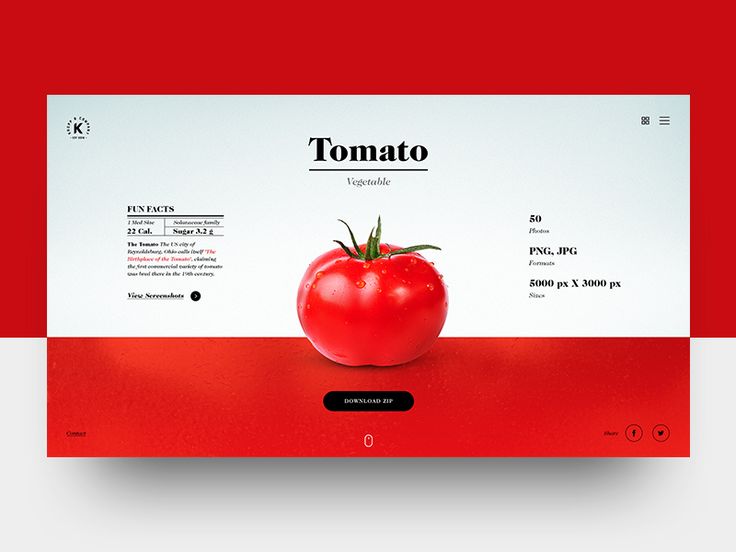 K
Tomato
Vegetable
FUN FACTS
1 Med Size
Solanaceae family
22 Cal.
Sugar 3.2 g
The Tomato The US city of
Reynoldsburg, Ohio calls itself "The
Birthplace of the Tomato", claiming
the first commercial variety of tomato
was bred there in the 19th century.
View Screenshots
50
Photos
PNG, JPG
Formats
5000 px X 3000 px
Sizes
DOWNLOAD ZIP
Contact
Share